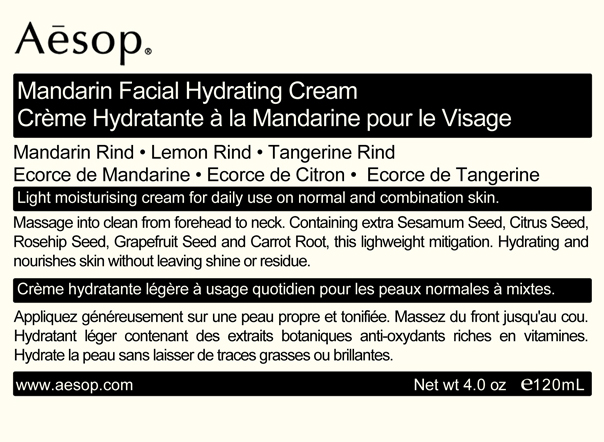 Aēsop®
Mandarin Facial Hydrating Cream
Crème Hydratante à la Mandarine pour le Visage
Mandarin Rind • Lemon Rind • Tangerine Rind
Ecorce de Mandarine • Ecorce de Citron • Ecorce de Tangerine
Light moisturising cream for daily use on normal and combination skin.
Massage into clean from forehead to neck. Containing extra Sesamum Seed, Citrus Seed,
Rosehip Seed, Grapefruit Seed and Carrot Root, this lighweight mitigation. Hydrating and
nourishes skin without leaving shine or residue.
Crème hydratante légère à usage quotidien pour les peaux normales à mixtes.
Appliquez généreusement sur une peau propre et tonifiée. Massez du front jusqu'au cou.
Hydratant léger contenant des extraits botaniques anti-oxydants riches en vitamines.
Hydrate la peau sans laisser de traces grasses ou brillantes.
www.aesop.com Net wt 4.0 oz ℮120mL